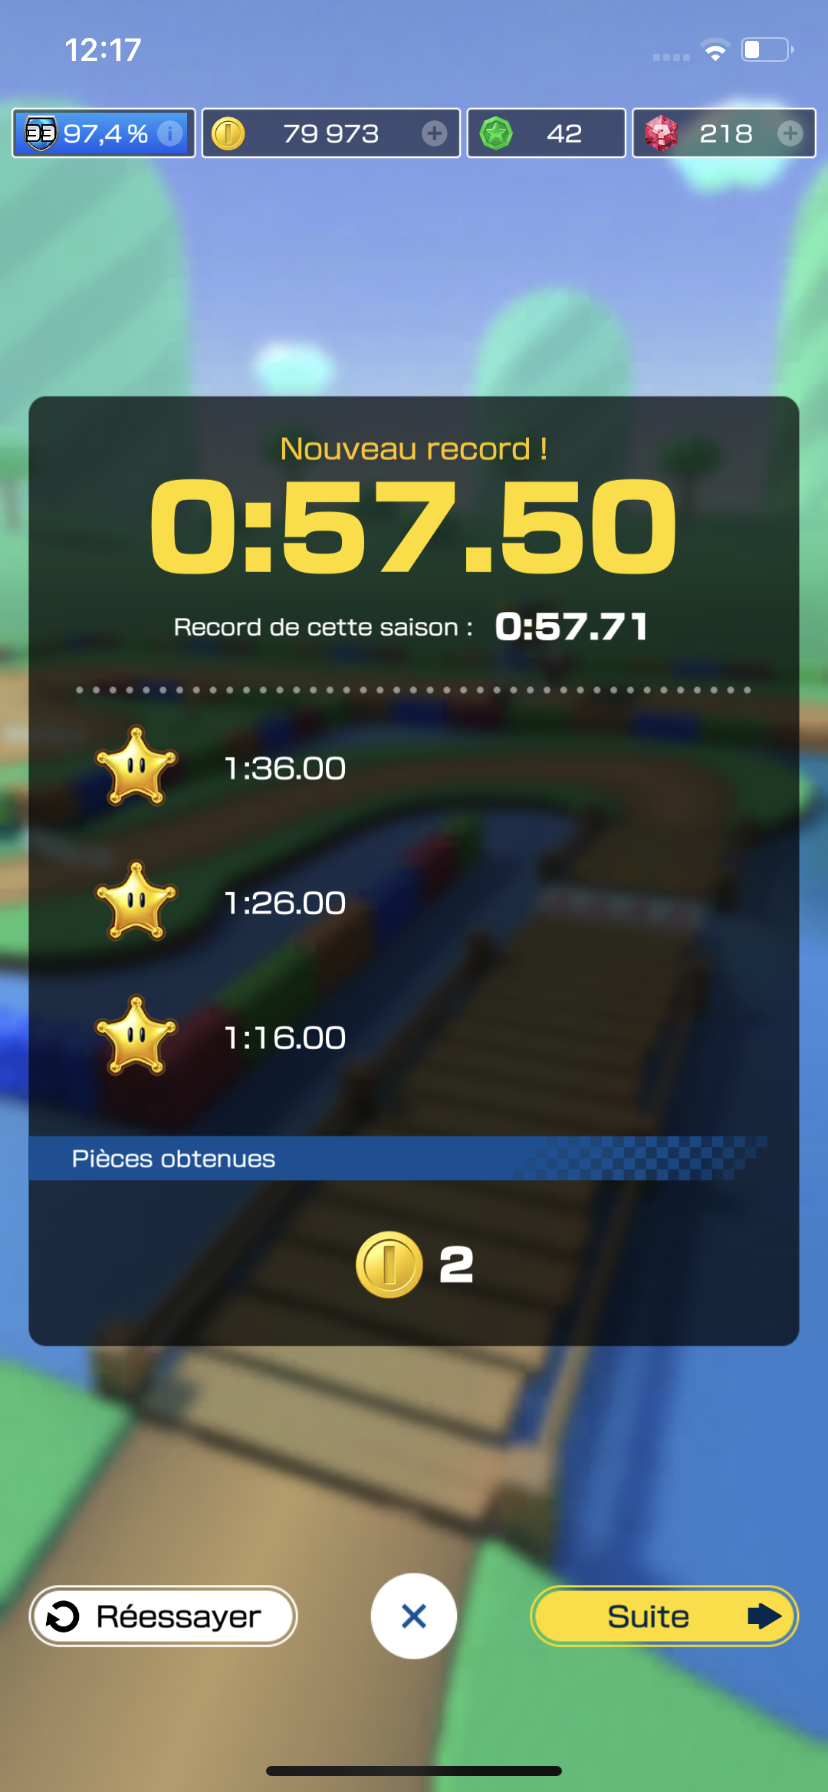 12:17
33 97,4 % i 79 973 + 42 218 +
Nouveau record !
0:57.50
Record de cette saison : 0:57.71
1:36.00
1:26.00
1:16.00
Pièces obtenues
2
Réessayer × Suite